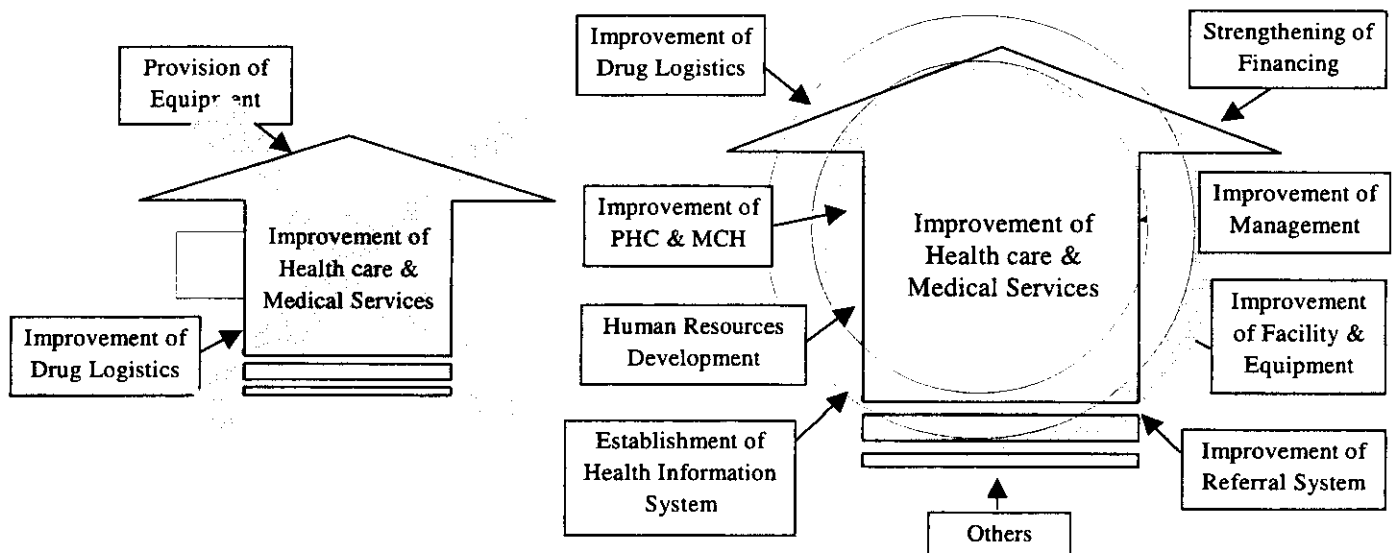 Provision of
Equipment
Improvement of
Health care &
Medical Services
Improvement of
Drug Logistics
Improvement of
Drug Logistics
Strengthening of
Financing
Improvement of
PHC & MCH
Improvement of
Health care &
Medical Services
Improvement of
Management
Human Resources
Development
Improvement
of Facility &
Equipment
Establishment of
Health Information
System
Improvement of
Referral System
Others